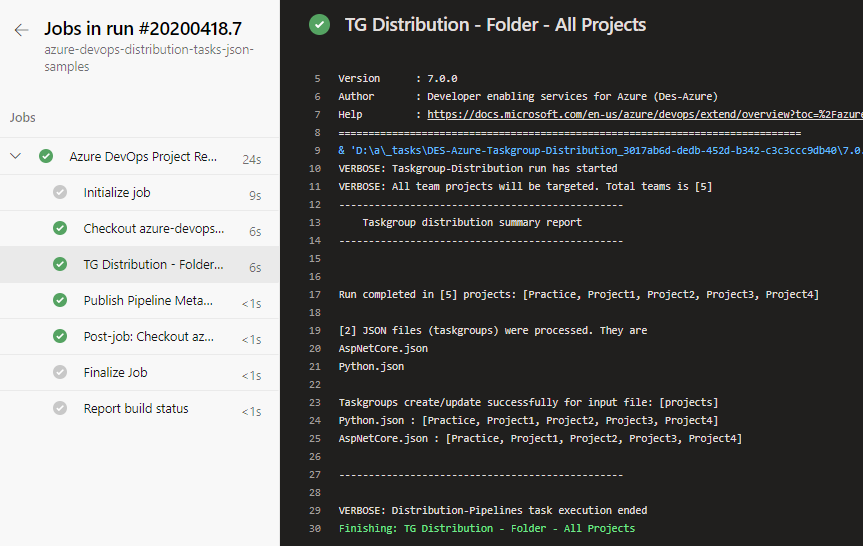 Jobs in run #20200418.7
azure-devops-distribution-tasks-json-
samples
Jobs
Azure DevOps Project Re... 24s
Initialize job 9s
Checkout azure-devops... 6s
TG Distribution - Folder... 6s
Publish Pipeline Meta... <1s
Post-job: Checkout az... <1s
Finalize Job <1s
Report build status <1s
TG Distribution - Folder - All Projects
5 Version : 7.0.0
6 Author : Developer enabling services for Azure (Des-Azure)
7 Help : https://docs.microsoft.com/en-us/azure/devops/extend/overview?toc=%2Fazure
8 ==============================================================================
9 & 'D:\a\_tasks\DES-Azure-Taskgroup-Distribution_3017ab6d-dedb-452d-b342-c3c3ccc9db40\7.0.
10 VERBOSE: Taskgroup-Distribution run has started
11 VERBOSE: All team projects will be targeted. Total teams is [5]
12 ------------------------------------------------
13 Taskgroup distribution summary report
14 ------------------------------------------------
15
16
17 Run completed in [5] projects: [Practice, Project1, Project2, Project3, Project4]
18
19 [2] JSON files (taskgroups) were processed. They are
20 AspNetCore.json
21 Python.json
22
23 Taskgroups create/update successfully for input file: [projects]
24 Python.json : [Practice, Project1, Project2, Project3, Project4]
25 AspNetCore.json : [Practice, Project1, Project2, Project3, Project4]
26
27 ------------------------------------------------
28
29 VERBOSE: Distribution-Pipelines task execution ended
30 Finishing: TG Distribution - Folder - All Projects